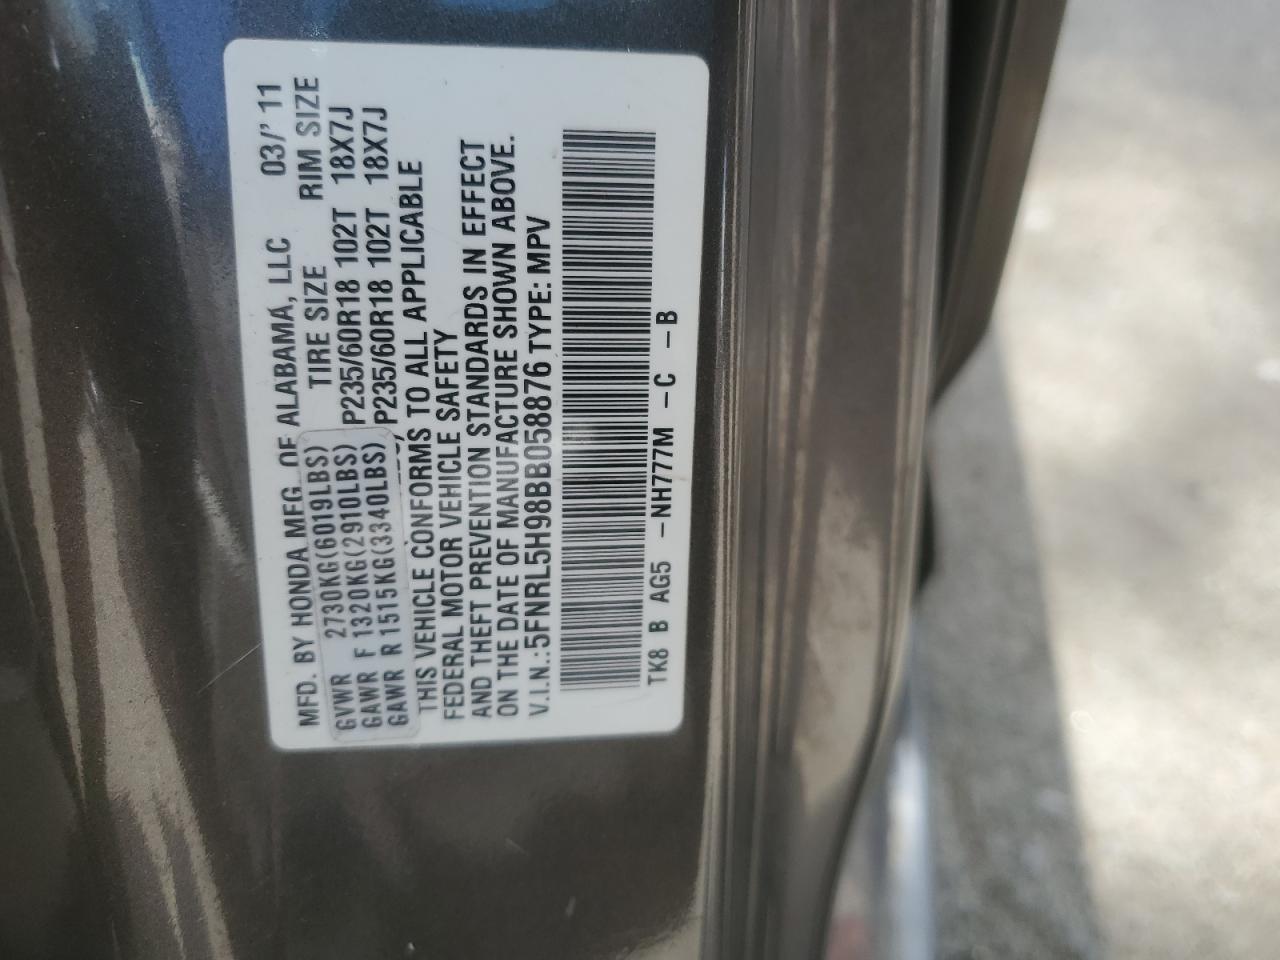 MFD. BY HONDA MFG. OF ALABAMA, LLC 03/'11
TIRE SIZE RIM SIZE
GVWR 2730KG(6019LBS)
GAWR F 1320KG(2910LBS) P235/60R18 102T 18X7J
GAWR R 1515KG(3340LBS) P235/60R18 102T 18X7J
THIS VEHICLE CONFORMS TO ALL APPLICABLE
FEDERAL MOTOR VEHICLE SAFETY
AND THEFT PREVENTION STANDARDS IN EFFECT
ON THE DATE OF MANUFACTURE SHOWN ABOVE.
V.I.N.: 5FNRL5H98BB058876 TYPE: MPV
TK8 B AG5 -NH777M -C -B